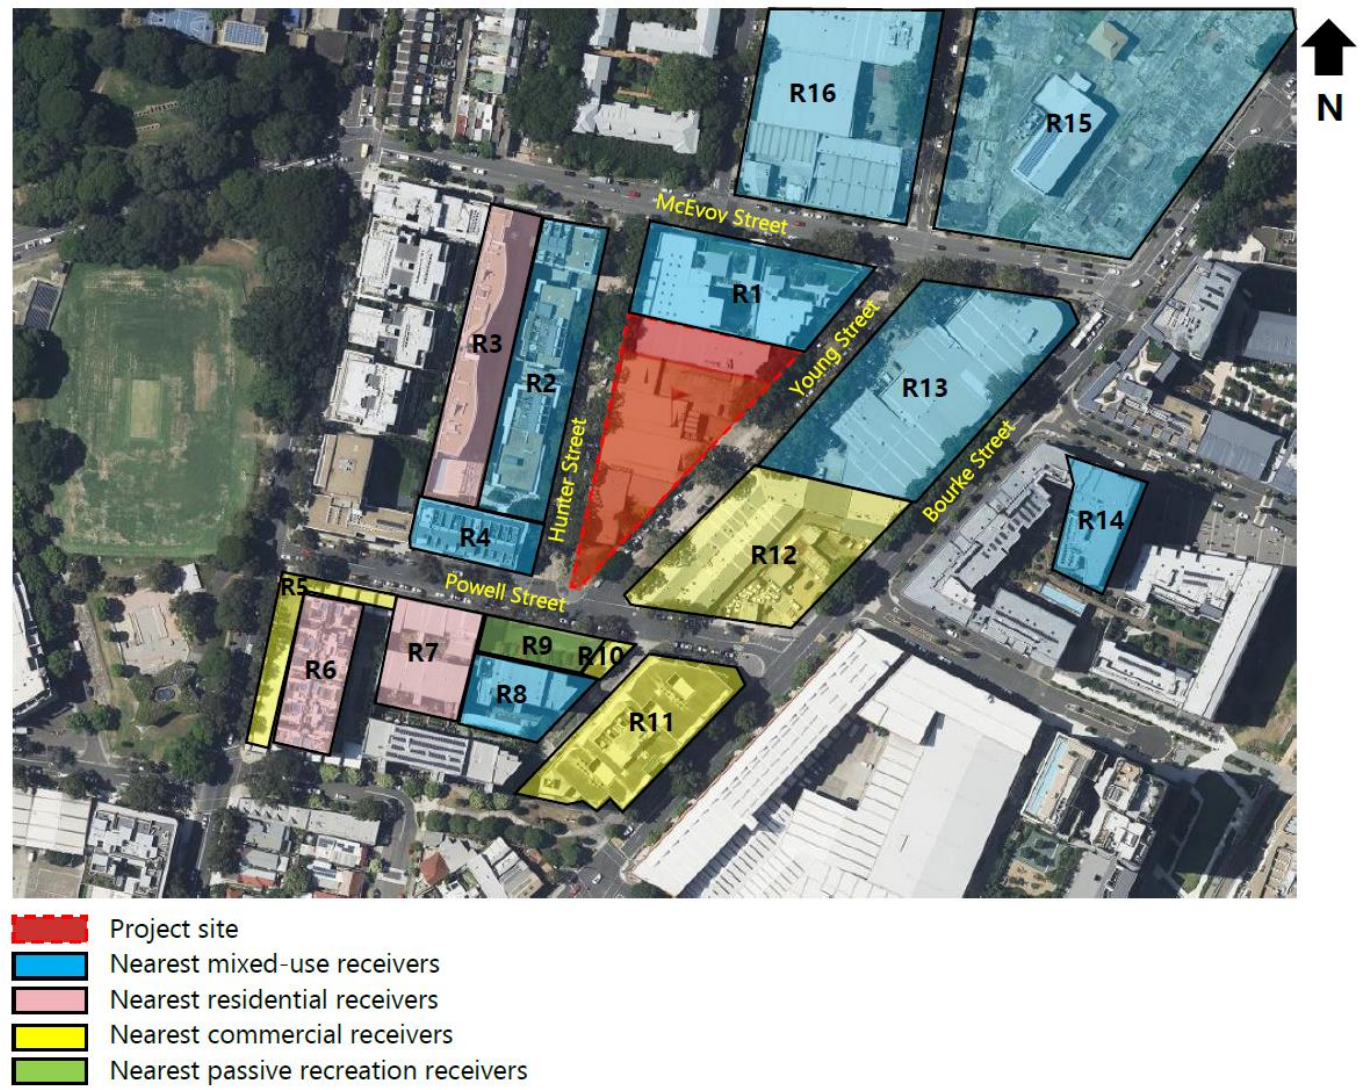 R16
R15
N
McEvoy Street
R1
R3
R2
Young Street
R13
Hunter Street
Bourke Street
R4
R12
R14
Powell Street
R5
R6
R7
R9
R10
R8
R11
Project site
Nearest mixed-use receivers
Nearest residential receivers
Nearest commercial receivers
Nearest passive recreation receivers